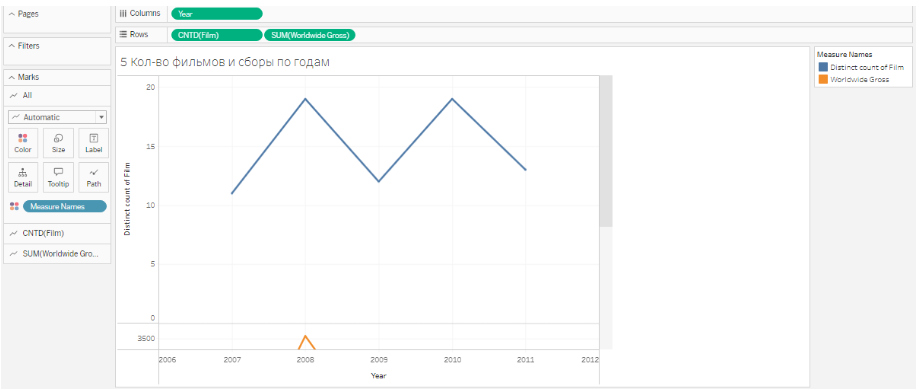 Pages
Columns
Year
Rows
CNTD(Film)
SUM(Worldwide Gross)
Filters
Marks
All
Automatic
Color
Size
Label
Detail
Tooltip
Path
Measure Names
CNTD(Film)
SUM(Worldwide Gro...
5 Кол-во фильмов и сборы по годам
Distinct count of Film
20
15
10
5
0
3500
2006 2007 2008 2009 2010 2011 2012
Year
Measure Names
Distinct count of Film
Worldwide Gross